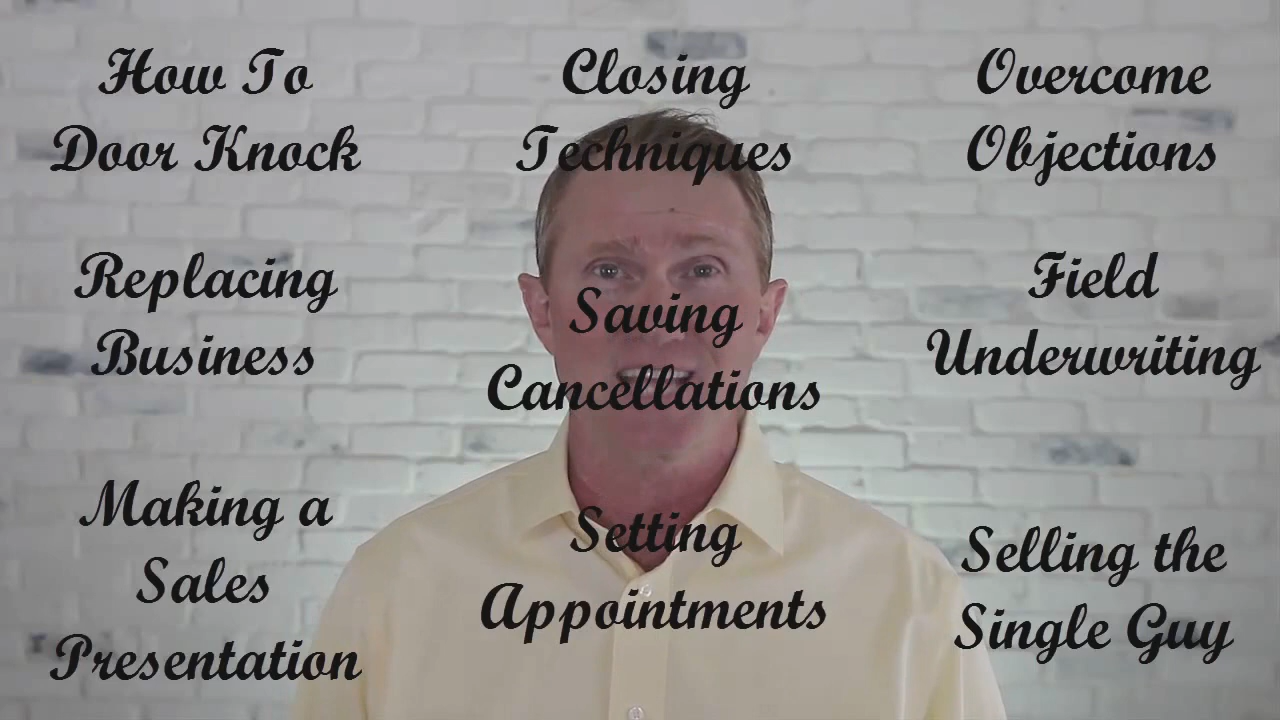 How To
Door Knock
Closing
Techniques
Overcome
Objections
Replacing
Business
Saving
Cancellations
Field
Underwriting
Making a
Sales
Presentation
Setting
Appointments
Selling the
Single Guy